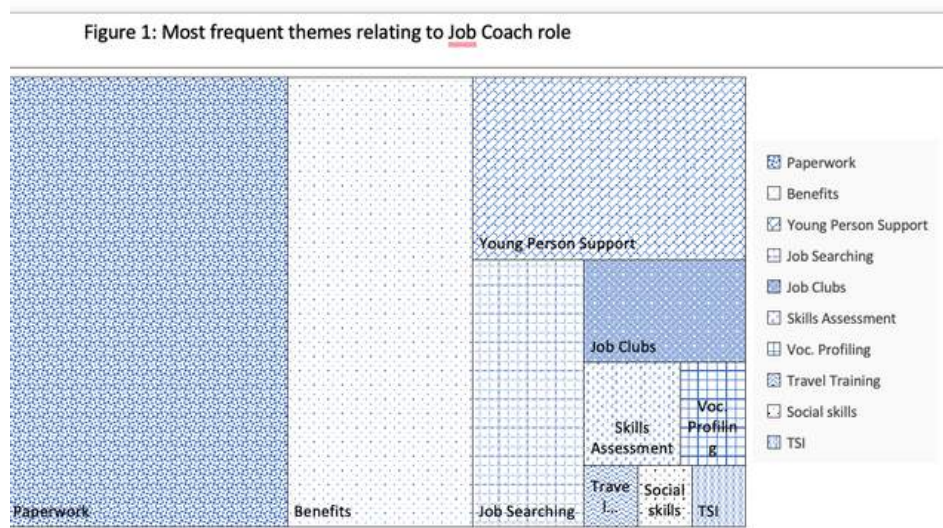 Figure 1: Most frequent themes relating to Job Coach role
Paperwork
Benefits
Young Person Support
Job Searching
Job Clubs
Skills
Assessment
Voc.
Profilin
g
Trave
l...
Social
skills
TSI
Paperwork
Benefits
Young Person Support
Job Searching
Job Clubs
Skills Assessment
Voc. Profiling
Travel Training
Social skills
TSI